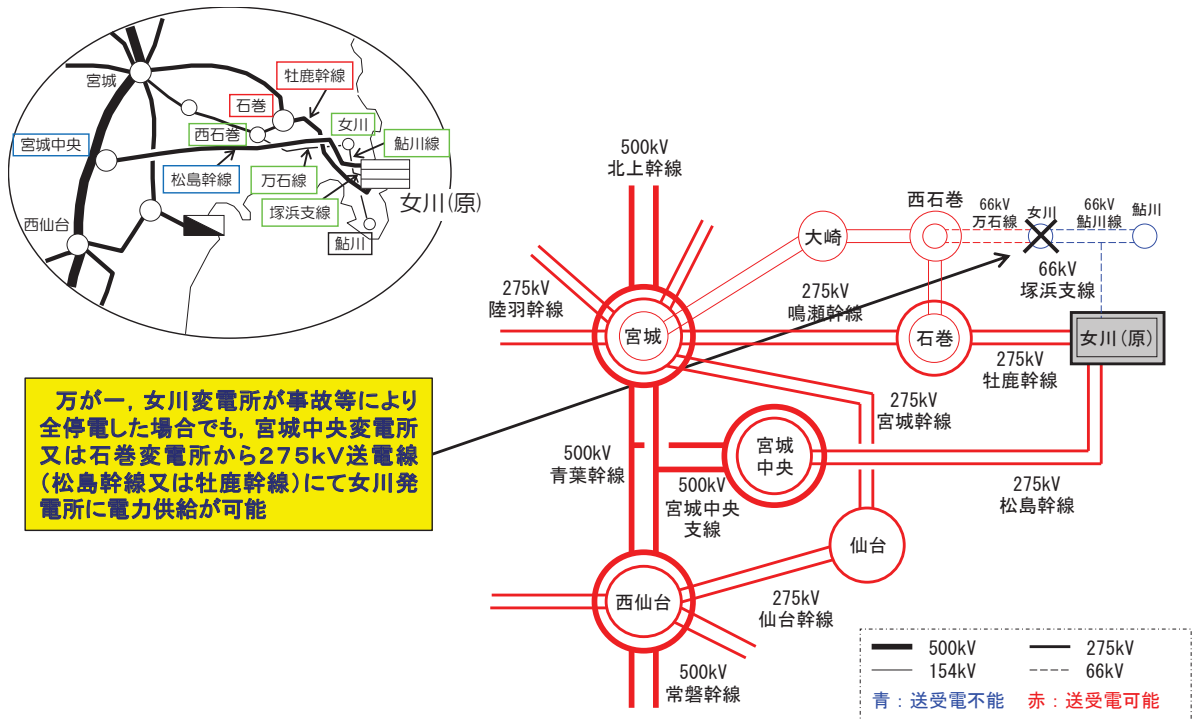 宮城
牡鹿幹線
石巻
女川
西石巻
鮎川線
宮城中央
松島幹線
万石線
塚浜支線
女川(原)
西仙台
鮎川
500kV
北上幹線
西石巻
66kV
万石線
女川
66kV
鮎川線
鮎川
大崎
66kV
塚浜支線
275kV
陸羽幹線
275kV
鳴瀬幹線
宮城
石巻
女川(原)
275kV
牡鹿幹線
万が一,女川変電所が事故等により
全停電した場合でも,宮城中央変電所
又は石巻変電所から275kV送電線
(松島幹線又は牡鹿幹線)にて女川発
電所に電力供給が可能
275kV
宮城幹線
500kV
青葉幹線
宮城
中央
500kV
宮城中央
支線
275kV
松島幹線
仙台
西仙台
275kV
仙台幹線
500kV
常磐幹線
500kV
275kV
154kV
66kV
青:送受電不能
赤:送受電可能